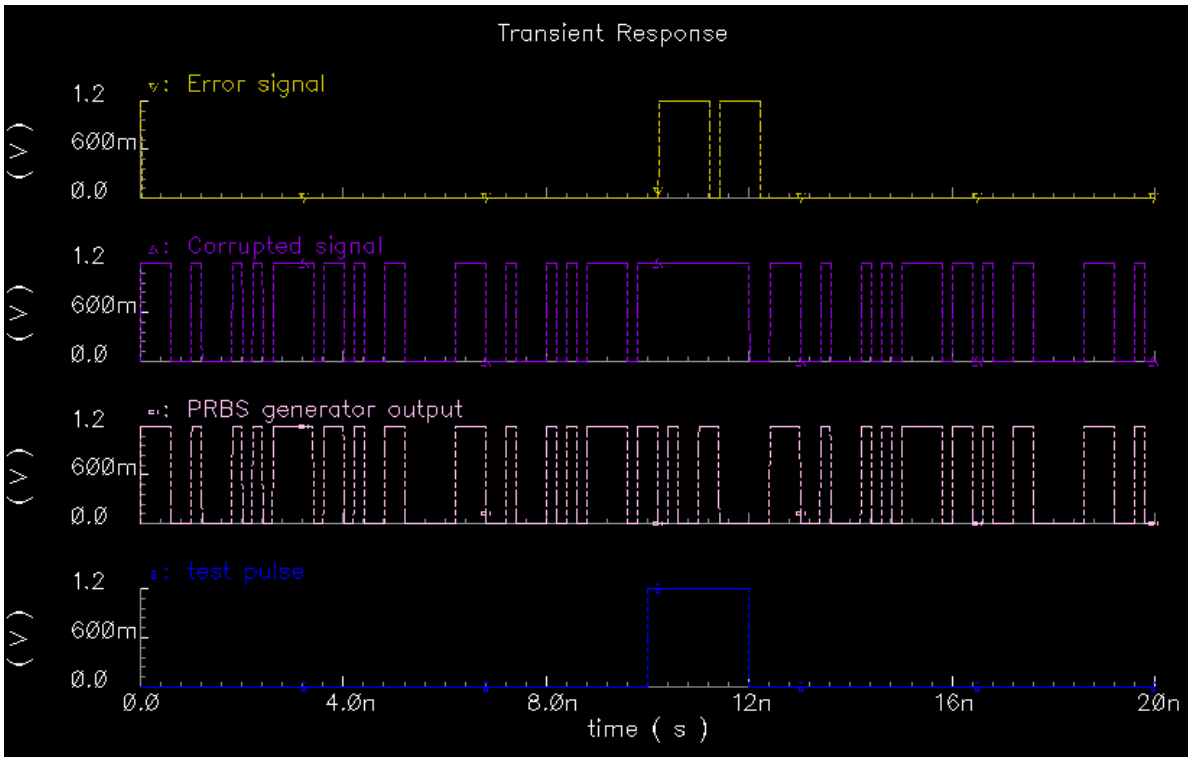 Transient Response
▿: Error signal
1.2
600m
0.0
(V)
▵: Corrupted signal
1.2
600m
0.0
(V)
▫: PRBS generator output
1.2
600m
0.0
(V)
▫: test pulse
1.2
600m
0.0
(V)
0.0 4.0n 8.0n 12n 16n 20n
time ( s )